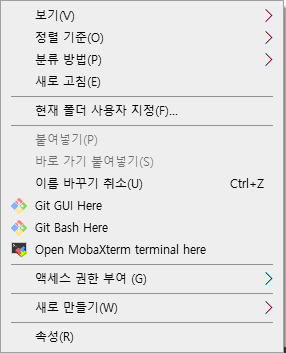 보기(V)
정렬 기준(O)
분류 방법(P)
새로 고침(E)
현재 폴더 사용자 지정(F)...
붙여넣기(P)
바로 가기 붙여넣기(S)
이름 바꾸기 취소(U) Ctrl+Z
Git GUI Here
Git Bash Here
Open MobaXterm terminal here
액세스 권한 부여 (G)
새로 만들기(W)
속성(R)